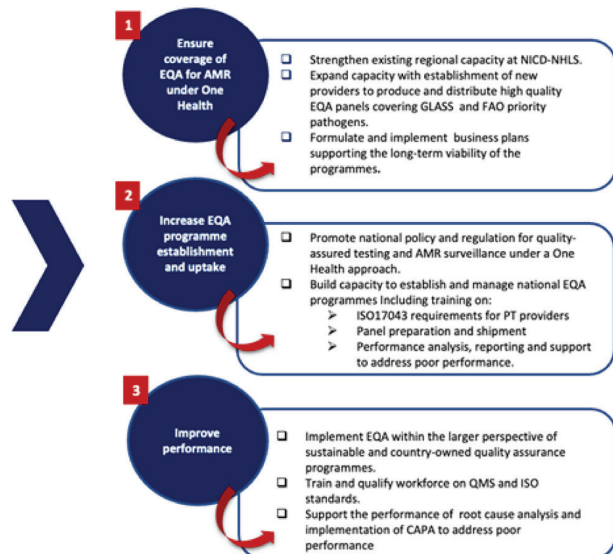 1
Ensure
coverage of
EQA for AMR
under One
Health
❑ Strengthen existing regional capacity at NICD-NHLS.
❑ Expand capacity with establishment of new
providers to produce and distribute high quality
EQA panels covering GLASS and FAO priority
pathogens.
❑ Formulate and implement business plans
supporting the long-term viability of the
programmes.
2
Increase EQA
programme
establishment
and uptake
❑ Promote national policy and regulation for quality-
assured testing and AMR surveillance under a One
Health approach.
❑ Build capacity to establish and manage national EQA
programmes Including training on:
➢ ISO17043 requirements for PT providers
➢ Panel preparation and shipment
➢ Performance analysis, reporting and support
to address poor performance.
3
Improve
performance
❑ Implement EQA within the larger perspective of
sustainable and country-owned quality assurance
programmes.
❑ Train and qualify workforce on QMS and ISO
standards.
❑ Support the performance of root cause analysis and
implementation of CAPA to address poor
performance